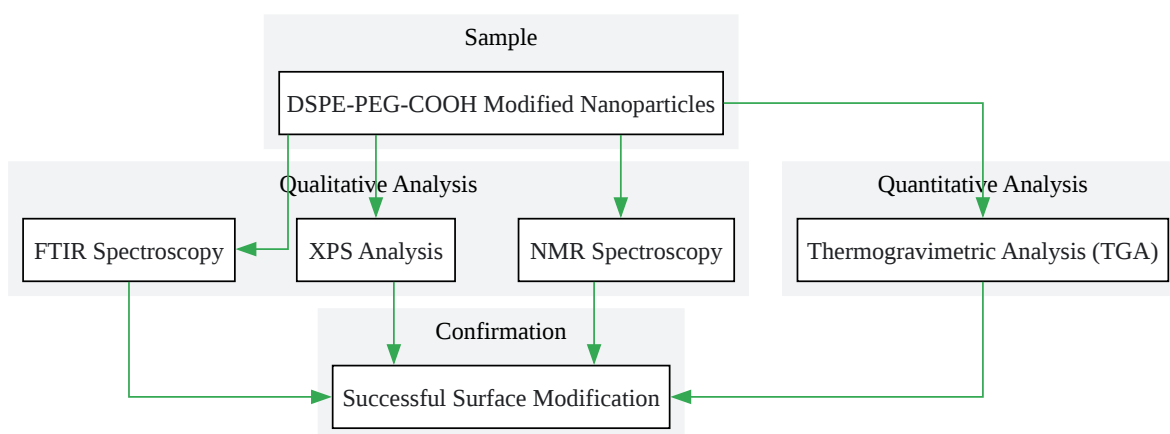 Sample
DSPE-PEG-COOH Modified Nanoparticles
Qualitative Analysis
Quantitative Analysis
FTIR Spectroscopy
XPS Analysis
NMR Spectroscopy
Thermogravimetric Analysis (TGA)
Confirmation
Successful Surface Modification